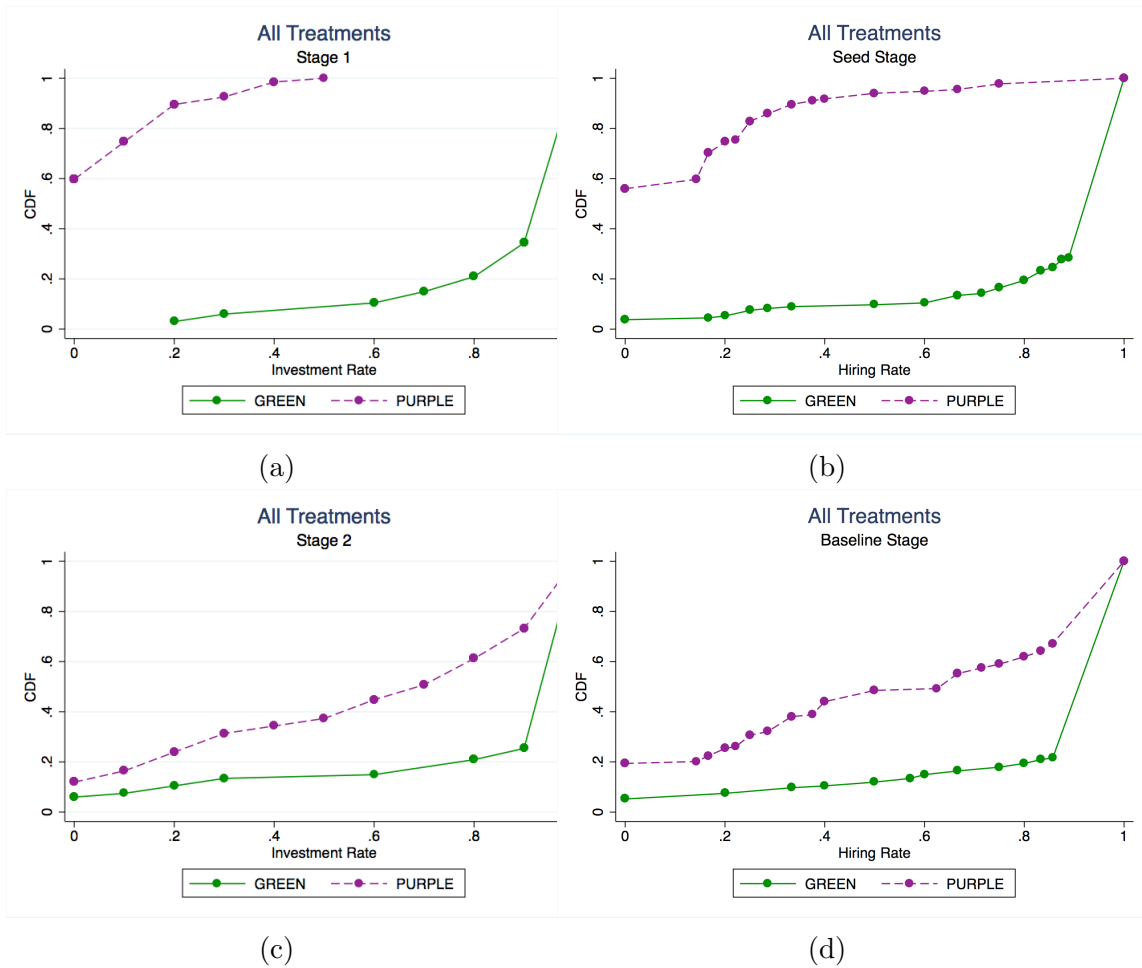 All Treatments
Stage 1
CDF
1
.8
.6
.4
.2
0
0 .2 .4 .6 .8
Investment Rate
GREEN PURPLE
(a)
All Treatments
Seed Stage
CDF
1
.8
.6
.4
.2
0
0 .2 .4 .6 .8 1
Hiring Rate
GREEN PURPLE
(b)
All Treatments
Stage 2
CDF
1
.8
.6
.4
.2
0
0 .2 .4 .6 .8
Investment Rate
GREEN PURPLE
(c)
All Treatments
Baseline Stage
CDF
1
.8
.6
.4
.2
0
0 .2 .4 .6 .8 1
Hiring Rate
GREEN PURPLE
(d)